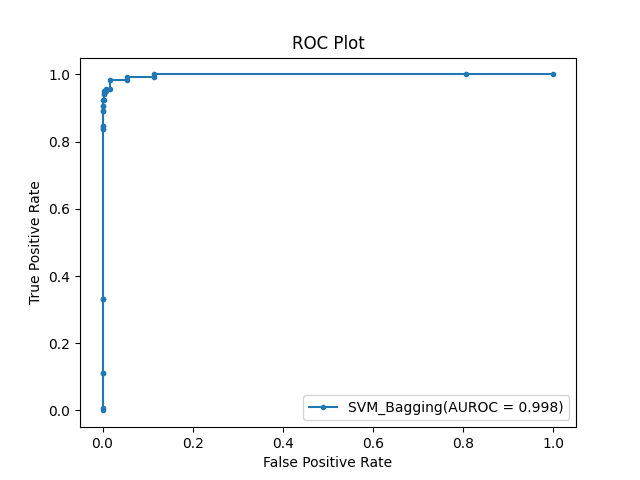 ROC Plot
True Positive Rate
1.0
0.8
0.6
0.4
0.2
0.0
SVM_Bagging(AUROC = 0.998)
0.0 0.2 0.4 0.6 0.8 1.0
False Positive Rate